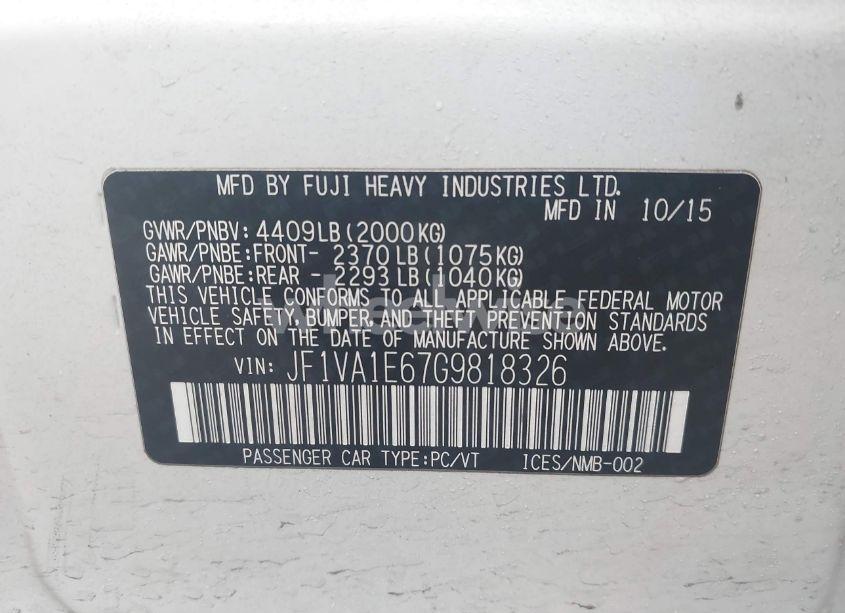 MFD BY FUJI HEAVY INDUSTRIES LTD.
MFD IN 10/15
GVWR/PNBV: 4409LB(2000KG)
GAWR/PNBE:FRONT- 2370LB(1075KG)
GAWR/PNBE:REAR - 2293LB(1040KG)
THIS VEHICLE CONFORMS TO ALL APPLICABLE FEDERAL MOTOR
VEHICLE SAFETY, BUMPER, AND THEFT PREVENTION STANDARDS
IN EFFECT ON THE DATE OF MANUFACTURE SHOWN ABOVE.
VIN: JF1VA1E67G9818326
PASSENGER CAR TYPE:PC/VT ICES/NMB-002